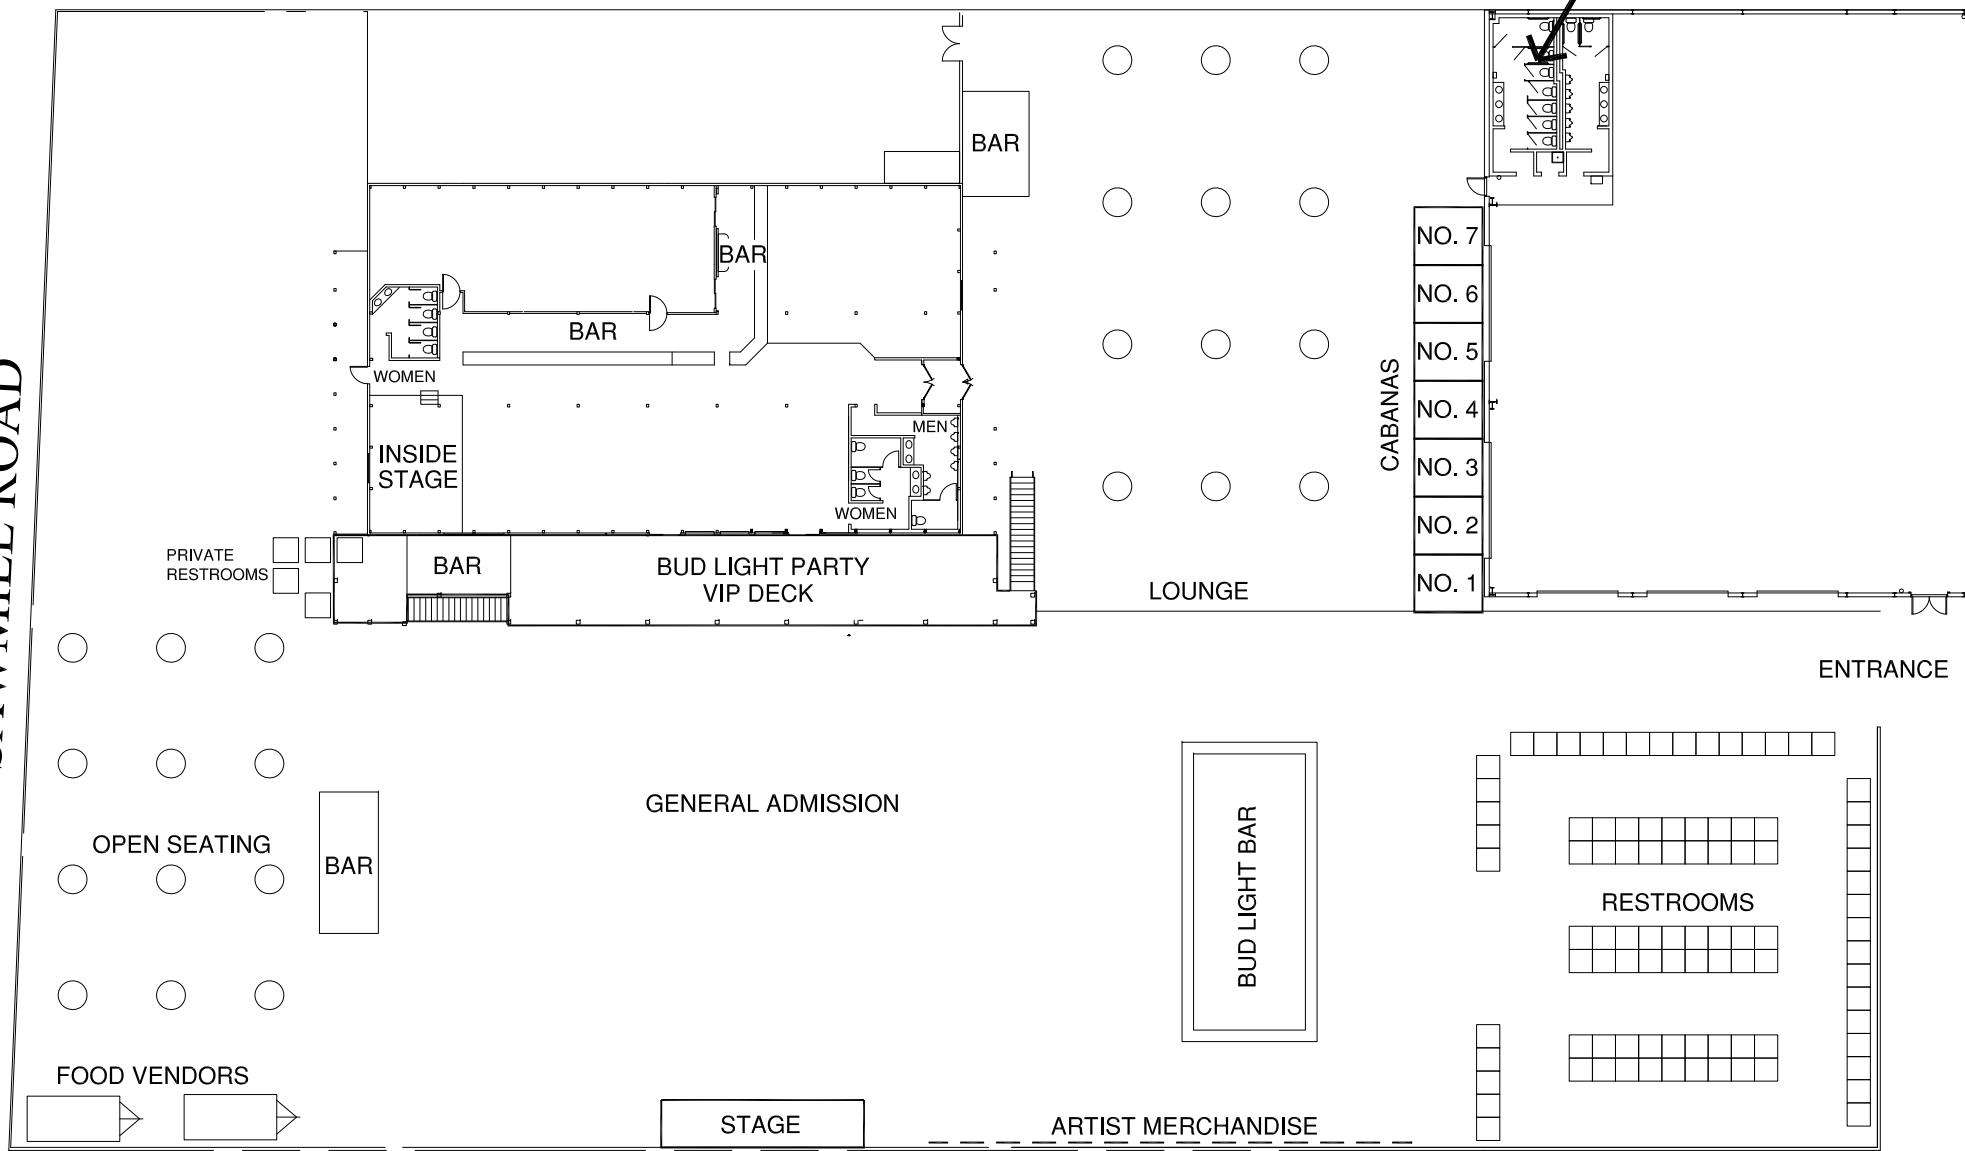 BAR
NO. 7
BAR
NO. 6
BAR
NO. 5
WOMEN
CABANAS
NO. 4
MEN
INSIDE
STAGE
NO. 3
WOMEN
NO. 2
PRIVATE
RESTROOMS
BAR
BUD LIGHT PARTY
VIP DECK
LOUNGE
NO. 1
ENTRANCE
GENERAL ADMISSION
OPEN SEATING
BAR
BUD LIGHT BAR
RESTROOMS
FOOD VENDORS
STAGE
ARTIST MERCHANDISE
ROAD